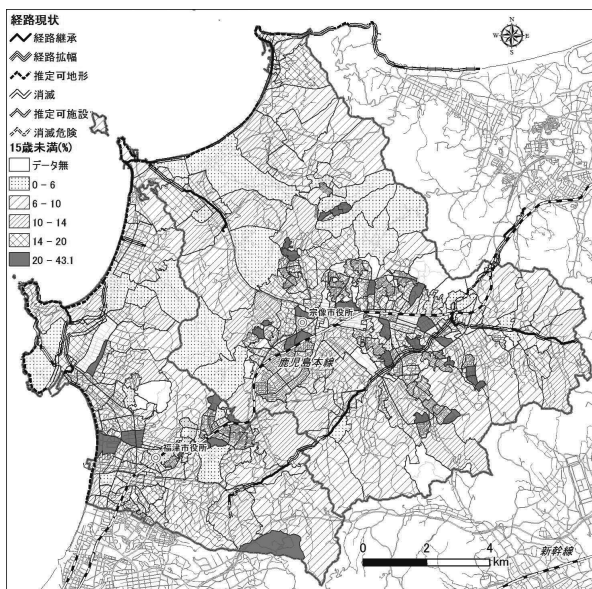 経路現状
経路継承
経路拡幅
推定可地形
消滅
推定可施設
消滅危険
15歳未満(%)
データ無
0 - 6
6 - 10
10 - 14
14 - 20
20 - 43.1
N
W
E
S
宗像市役所
鹿児島本線
福津市役所
0 2 4
km
新幹線